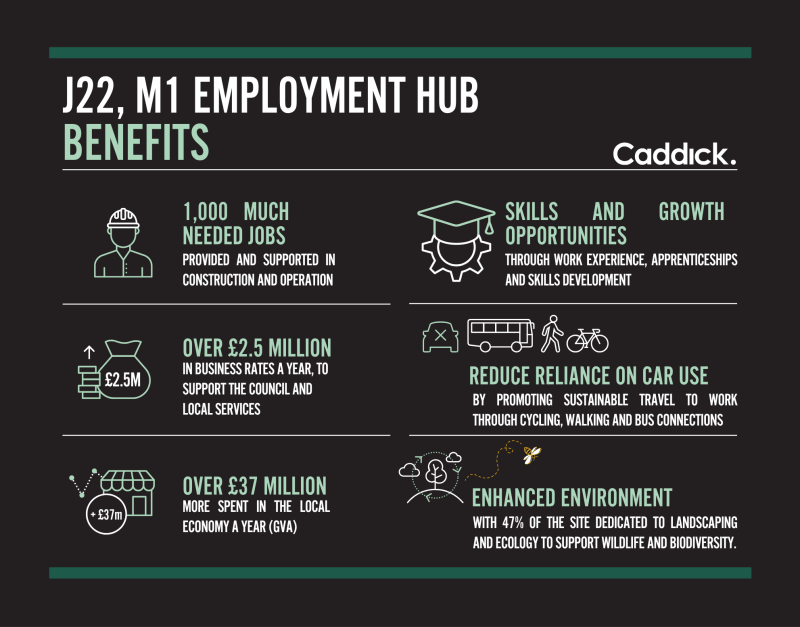 J22, M1 EMPLOYMENT HUB
BENEFITS
Caddick.
1,000 MUCH
NEEDED JOBS
PROVIDED AND SUPPORTED IN
CONSTRUCTION AND OPERATION
SKILLS AND GROWTH
OPPORTUNITIES
THROUGH WORK EXPERIENCE, APPRENTICESHIPS
AND SKILLS DEVELOPMENT
£2.5M
OVER £2.5 MILLION
IN BUSINESS RATES A YEAR, TO
SUPPORT THE COUNCIL AND
LOCAL SERVICES
REDUCE RELIANCE ON CAR USE
BY PROMOTING SUSTAINABLE TRAVEL TO WORK
THROUGH CYCLING, WALKING AND BUS CONNECTIONS
+ £37m
OVER £37 MILLION
MORE SPENT IN THE LOCAL
ECONOMY A YEAR (GVA)
ENHANCED ENVIRONMENT
WITH 47% OF THE SITE DEDICATED TO LANDSCAPING
AND ECOLOGY TO SUPPORT WILDLIFE AND BIODIVERSITY.